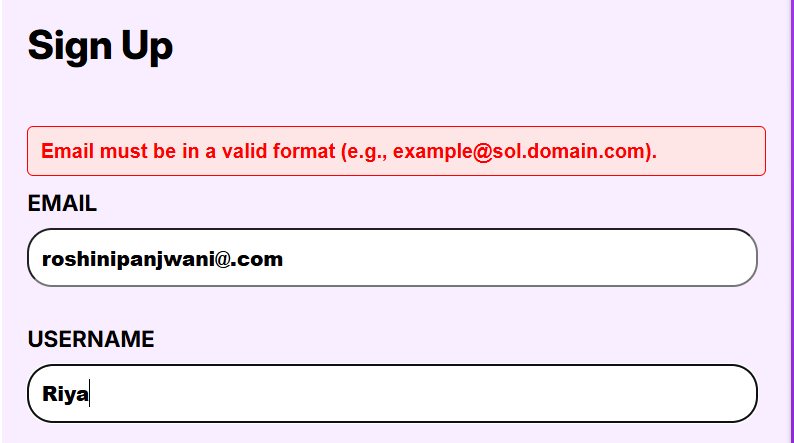 Sign Up
Email must be in a valid format (e.g., example@sol.domain.com).
EMAIL
roshinipanjwani@.com
USERNAME
Riya